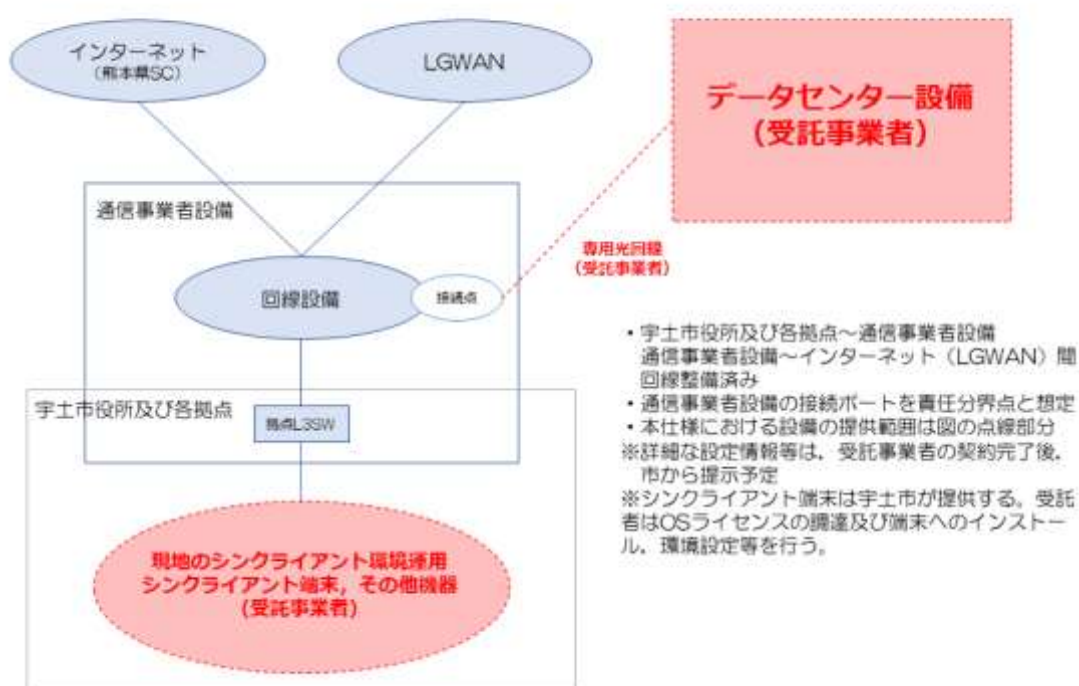 インターネット
(熊本県SC)
LGWAN
データセンター設備
(受託事業者)
通信事業者設備
専用光回線
(受託事業者)
回線設備
接続点
・宇土市役所及び各拠点～通信事業者設備
通信事業者設備～インターネット（LGWAN）間
回線整備済み
・通信事業者設備の接続ポートを責任分界点と想定
・本仕様における設備の提供範囲は図の点線部分
※詳細な設定情報等は，受託事業者の契約完了後，
市から提示予定
※シンクライアント端末は宇土市が提供する。受託
者はOSライセンスの調達及び端末へのインストー
ル，環境設定等を行う。
宇土市役所及び各拠点
拠点L3SW
現地のシンクライアント環境運用
シンクライアント端末，その他機器
(受託事業者)